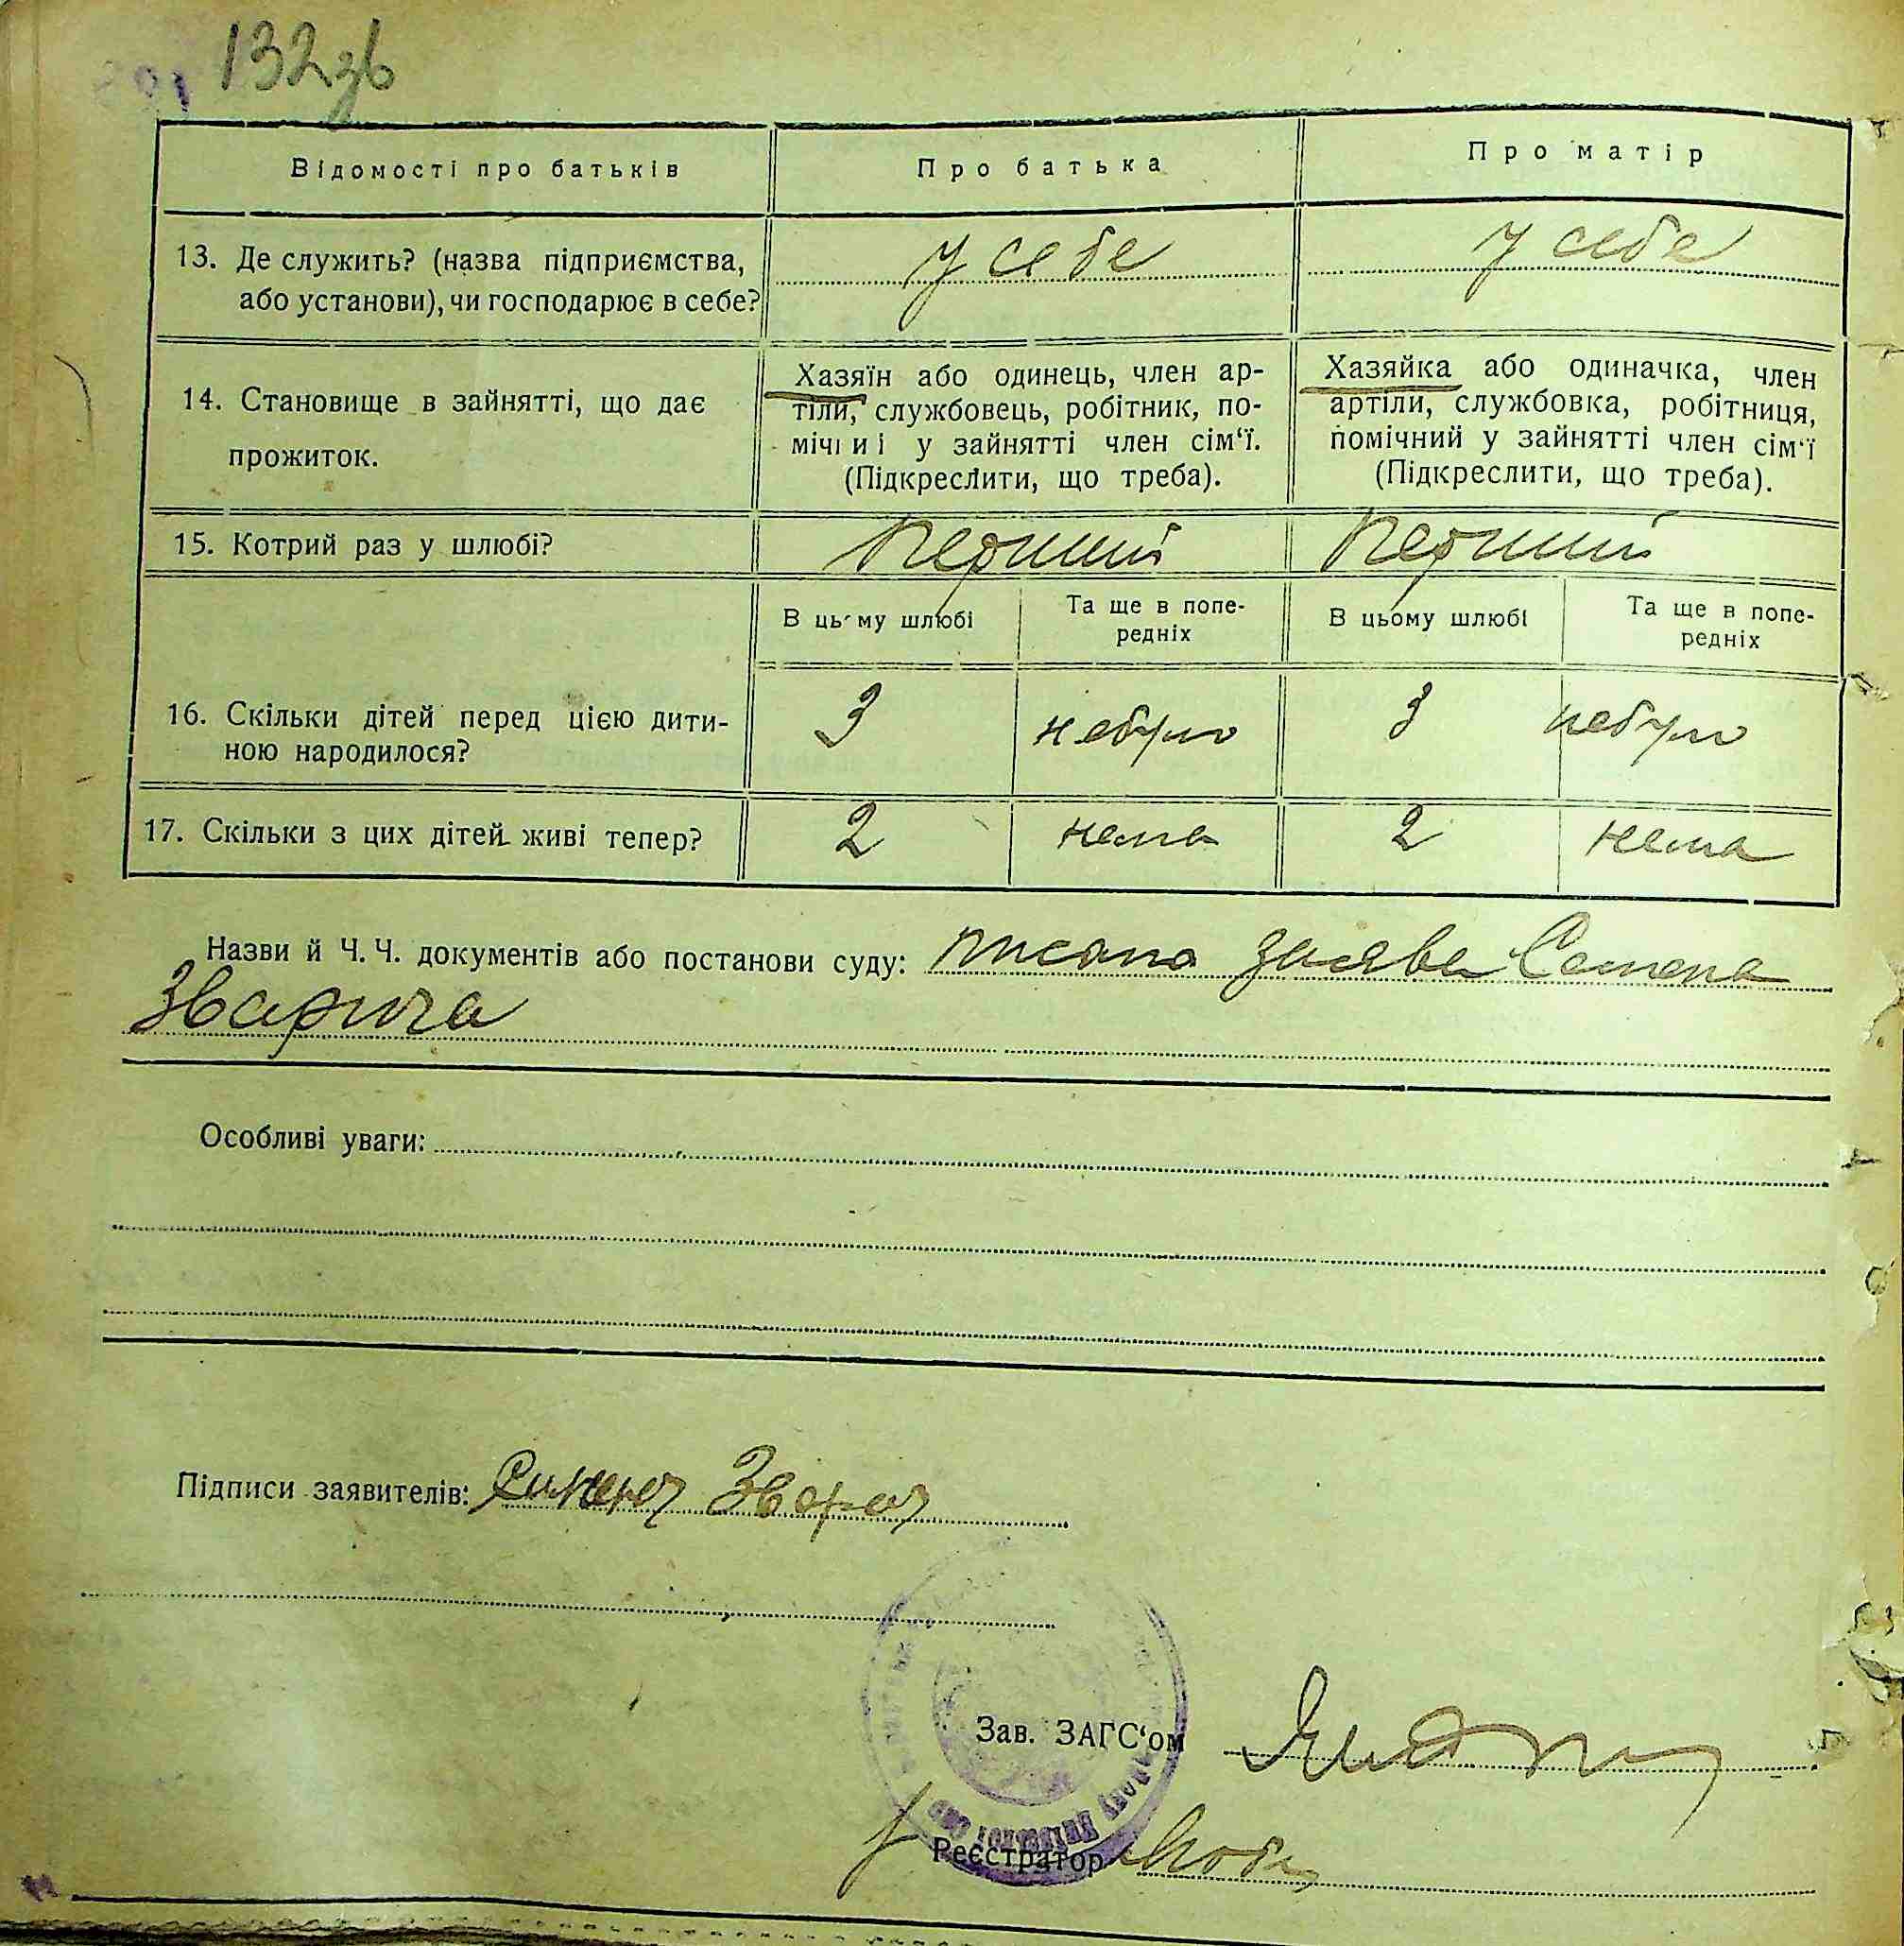 132зв
Відомості про батьків
Про батька
Про матір
13. Де служить? (назва підприємства,
або установи), чи господарює в себе?
у себе
у себе
14. Становище в зайнятті, що дає
прожиток.
Хазяїн або одинець, член ар-
тіли, службовець, робітник, по-
мічн и і у зайнятті член сім‘ї.
(Підкреслити, що треба).
Хазяйка або одиначка, член
артіли, службовка, робітниця,
помічний у зайнятті член сім‘ї
(Підкреслити, що треба).
15. Котрий раз у шлюбі?
перший
перший
В цьому шлюбі
Та ще в попе-
редніх
В цьому шлюбі
Та ще в попе-
редніх
16. Скільки дітей перед цією дити-
ною народилося?
3
небуло
3
небуло
17. Скільки з цих дітей живі тепер?
2
нема
2
нема
Назви й Ч. Ч. документів або постанови суду: писана заява Семена
Зварича
Особливі уваги:
Підписи заявителів: Зварич
Зав. ЗАГС‘ом
Реєстратор